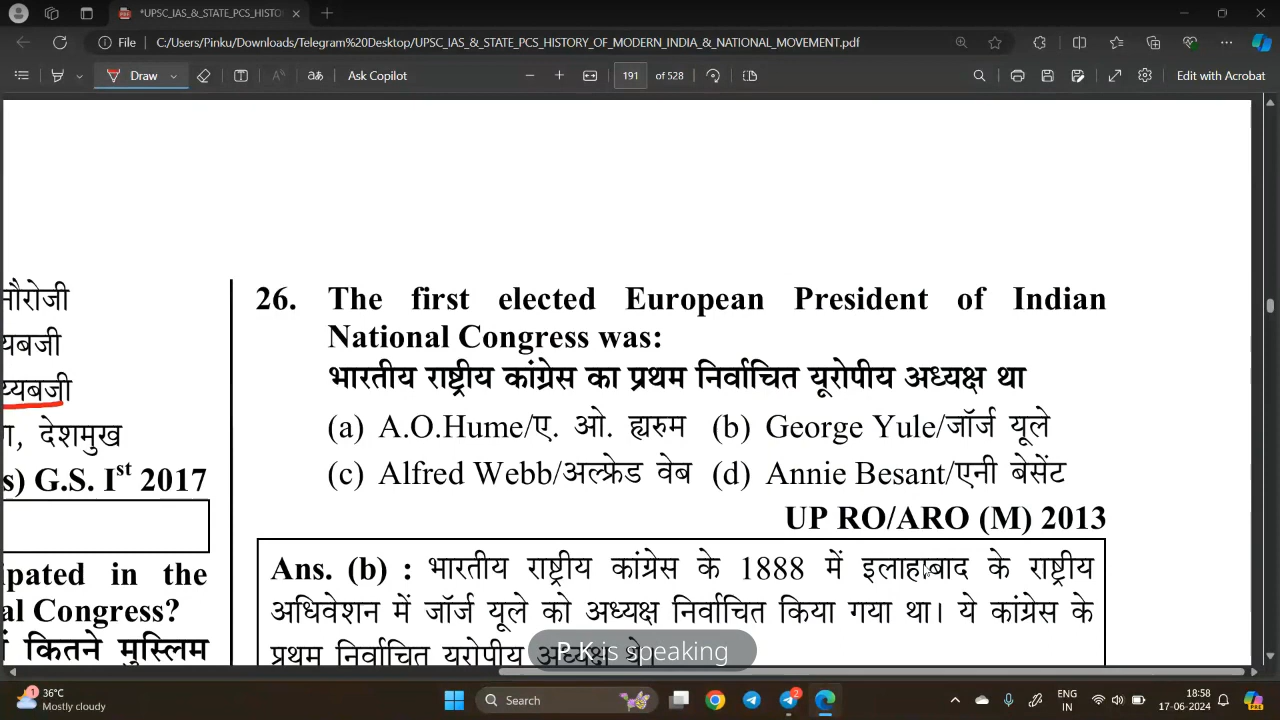 *UPSC_IAS_&_STATE_PCS_HISTO
File C:/Users/Pinku/Downloads/Telegram%20Desktop/UPSC_IAS_&_STATE_PCS_HISTORY_OF_MODERN_INDIA_&_NATIONAL_MOVEMENT.pdf
Draw Ask Copilot 191 of 528 Edit with Acrobat
नौरोजी
यबजी
य्यबजी
देशमुख
s) G.S. Ist 2017
ipated in the
al Congress?
कितने मुस्लिम
26. The first elected European President of Indian
National Congress was:
भारतीय राष्ट्रीय कांग्रेस का प्रथम निर्वाचित यूरोपीय अध्यक्ष था
(a) A.O.Hume/ए. ओ. ह्यरुम (b) George Yule/जॉर्ज यूले
(c) Alfred Webb/अल्फ्रेड वेब (d) Annie Besant/एनी बेसेंट
UP RO/ARO (M) 2013
Ans. (b) : भारतीय राष्ट्रीय कांग्रेस के 1888 में इलाहाबाद के राष्ट्रीय
अधिवेशन में जॉर्ज यूले को अध्यक्ष निर्वाचित किया गया था। ये कांग्रेस के
प्रथम निर्वाचित यूरोपीय अध्यक्ष थे।
P K is speaking
36°C
Mostly cloudy
Search
ENG
IN
18:58
17-06-2024